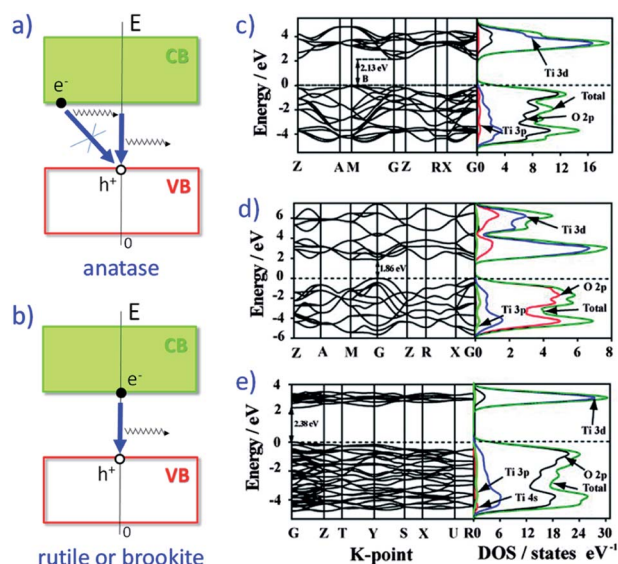 a)
E
CB
e-
h+
VB
0
anatase
b)
E
CB
e-
h+
VB
0
rutile or brookite
c)
Energy / eV
4
2
0
-2
-4
2.13 eV
B
Z A M G Z R X G
0 4 8 12 16
Ti 3d
Total
O 2p
Ti 3p
d)
Energy / eV
6
4
2
0
-2
-4
-6
1.86 eV
Z A M G Z R X G
0 2 4 6 8
Ti 3d
O 2p
Ti 3p
Total
e)
Energy / eV
4
2
0
-2
-4
2.38 eV
G Z T Y S X U R
0 6 12 18 24 30
Ti 3d
O 2p
Ti 3p
Total
Ti 4s
K-point
DOS / states eV-1